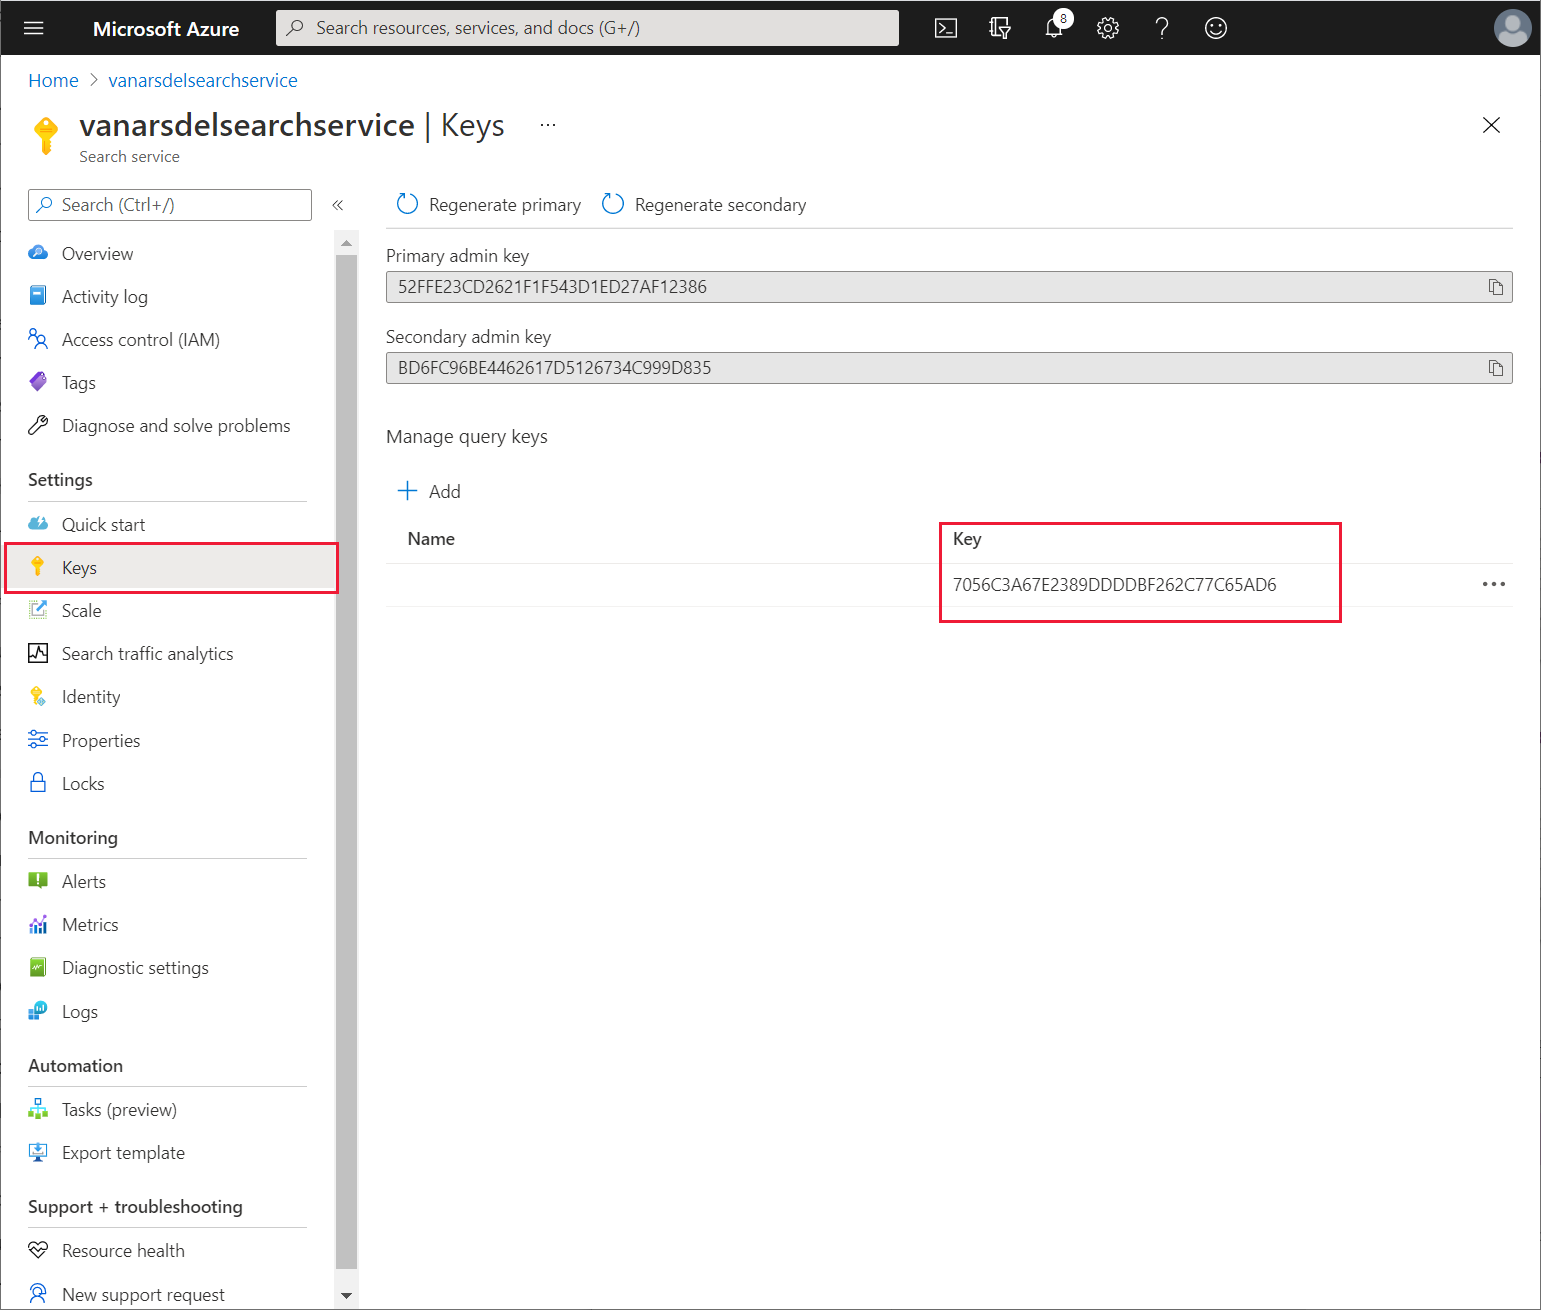 Microsoft Azure
Search resources, services, and docs (G+/)
8
Home > vanarsdelsearchservice
vanarsdelsearchservice | Keys ...
Search service
Search (Ctrl+/)
«
Overview
Activity log
Access control (IAM)
Tags
Diagnose and solve problems
Settings
Quick start
Keys
Scale
Search traffic analytics
Identity
Properties
Locks
Monitoring
Alerts
Metrics
Diagnostic settings
Logs
Automation
Tasks (preview)
Export template
Support + troubleshooting
Resource health
New support request
Regenerate primary
Regenerate secondary
Primary admin key
52FFE23CD2621F1F543D1ED27AF12386
Secondary admin key
BD6FC96BE4462617D5126734C999D835
Manage query keys
Add
Name
Key
7056C3A67E2389DDDDBF262C77C65AD6